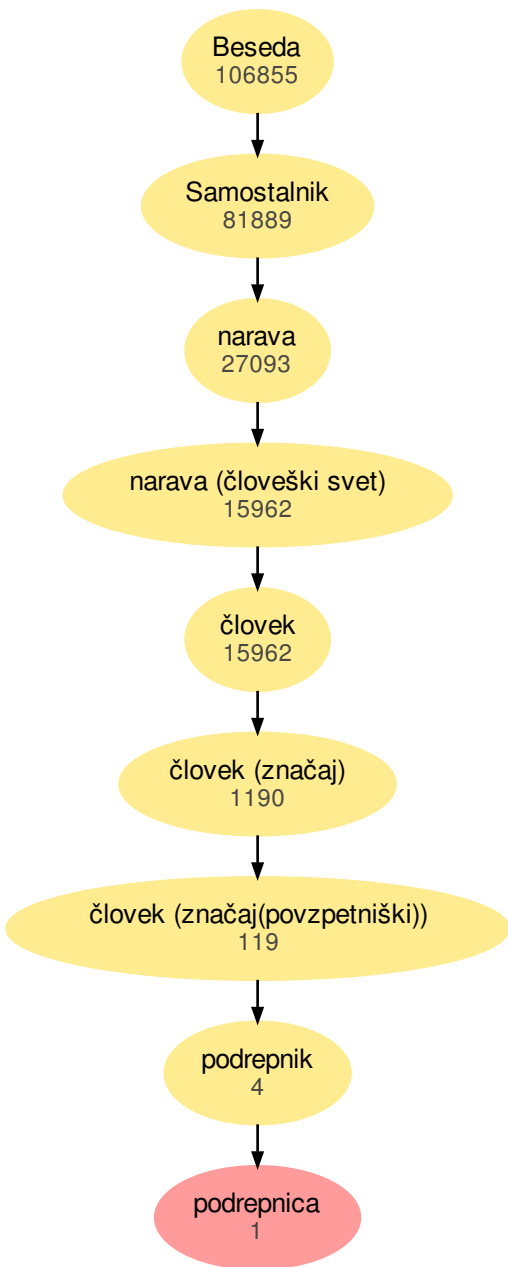 Beseda
106855
Samostalnik
81889
narava
27093
narava (človeški svet)
15962
človek
15962
človek (značaj)
1190
človek (značaj(povzpetniški))
119
podrepnik
4
podrepnica
1